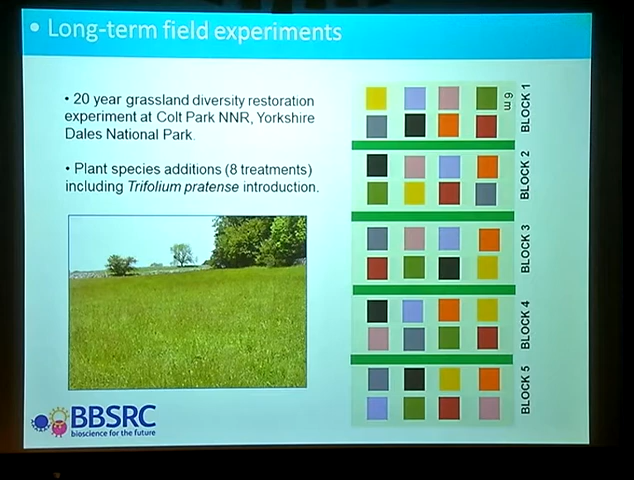 • Long-term field experiments
• 20 year grassland diversity restoration
experiment at Colt Park NNR, Yorkshire
Dales National Park.
• Plant species additions (8 treatments)
including Trifolium pratense introduction.
6 m
BLOCK 1
BLOCK 2
BLOCK 3
BLOCK 4
BLOCK 5
BBSRC
bioscience for the future